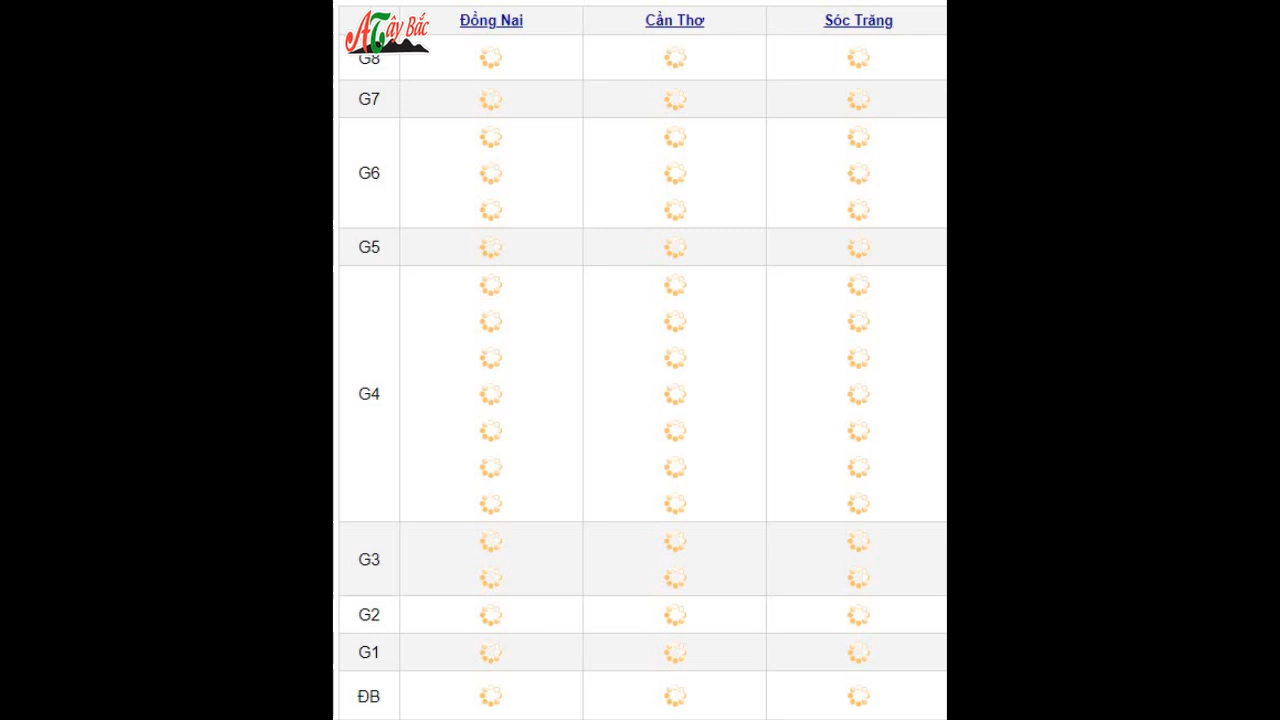 A Tây Bắc
Đồng Nai Cần Thơ Sóc Trăng
G8
G7
G6
G5
G4
G3
G2
G1
ĐB